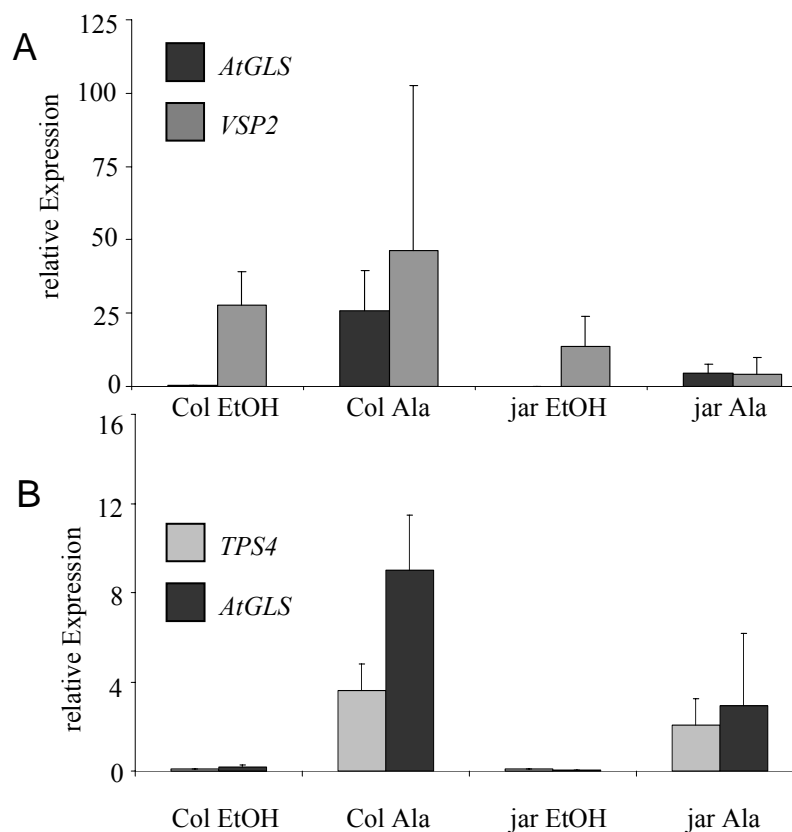 A
125
100
75
50
25
0
relative Expression
AtGLS
VSP2
Col EtOH Col Ala jar EtOH jar Ala
B
16
12
8
4
0
relative Expression
TPS4
AtGLS
Col EtOH Col Ala jar EtOH jar Ala